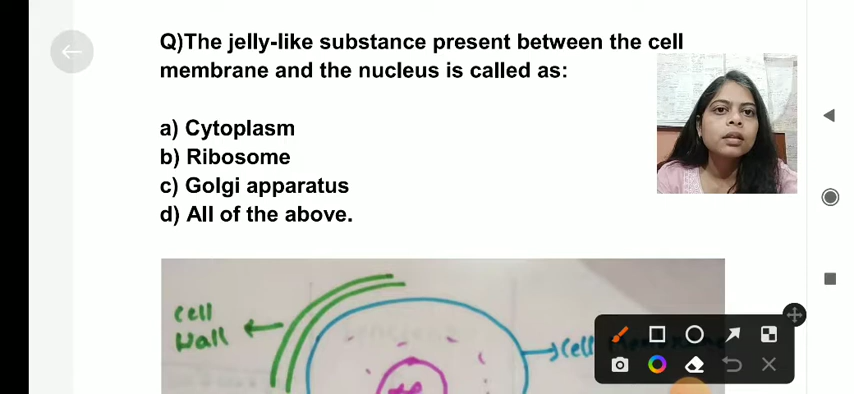 Q)The jelly-like substance present between the cell
membrane and the nucleus is called as:
a) Cytoplasm
b) Ribosome
c) Golgi apparatus
d) All of the above.
Cell
Wall
Cell